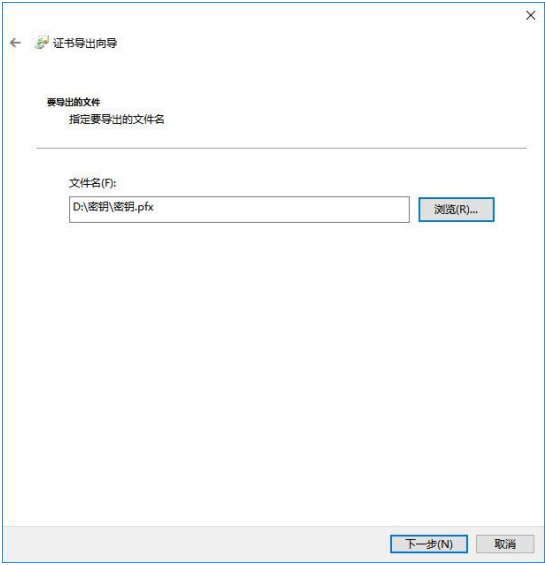 证书导出向导
要导出的文件
指定要导出的文件名
文件名(F):
D:\密钥\密钥.pfx
浏览(R)...
下一步(N)
取消